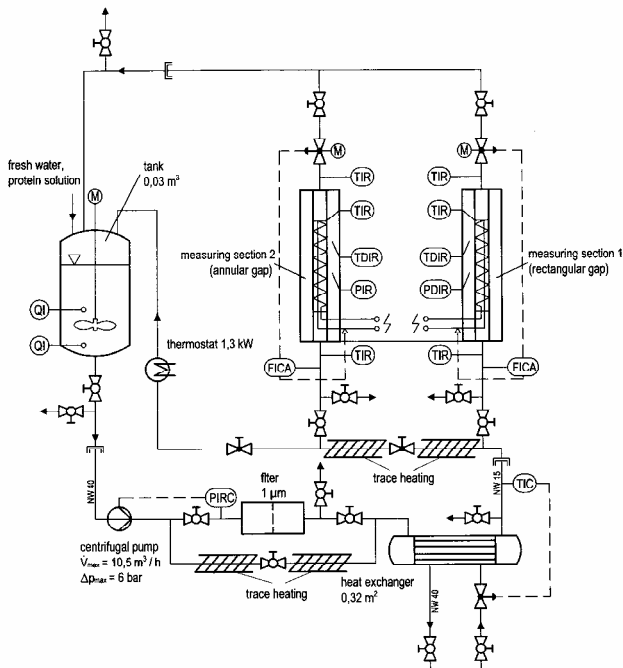 fresh water,
protein solution
tank
0,03 m³
M
M
M
TIR
TIR
TIR
TIR
measuring section 2
(annular gap)
TDIR
TDIR
measuring section 1
(rectangular gap)
PIR
PDIR
QI
QI
thermostat 1,3 kW
TIR
TIR
FICA
FICA
trace heating
NW 40
NW 15
TIC
PIRC
flter
1 µm
centrifugal pump
V̇max = 10,5 m³ / h
Δpmax = 6 bar
trace heating
heat exchanger
0,32 m²
NW 40